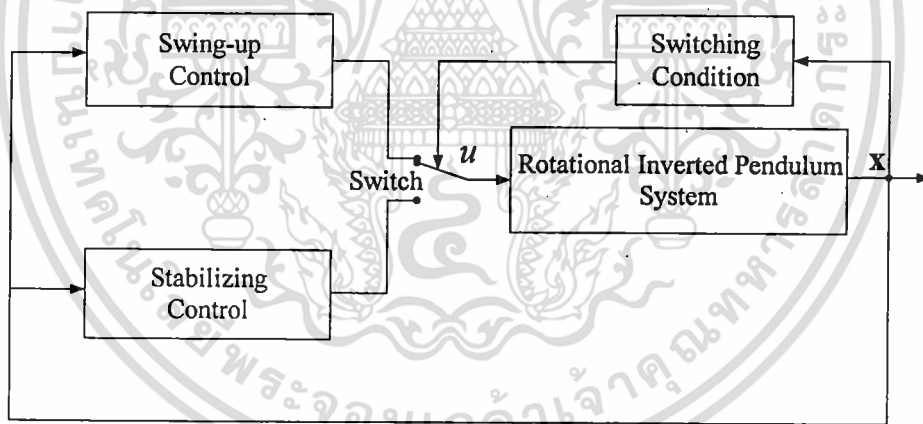 Swing-up
Control
Switching
Condition
u
Switch
Rotational Inverted Pendulum
System
X
Stabilizing
Control